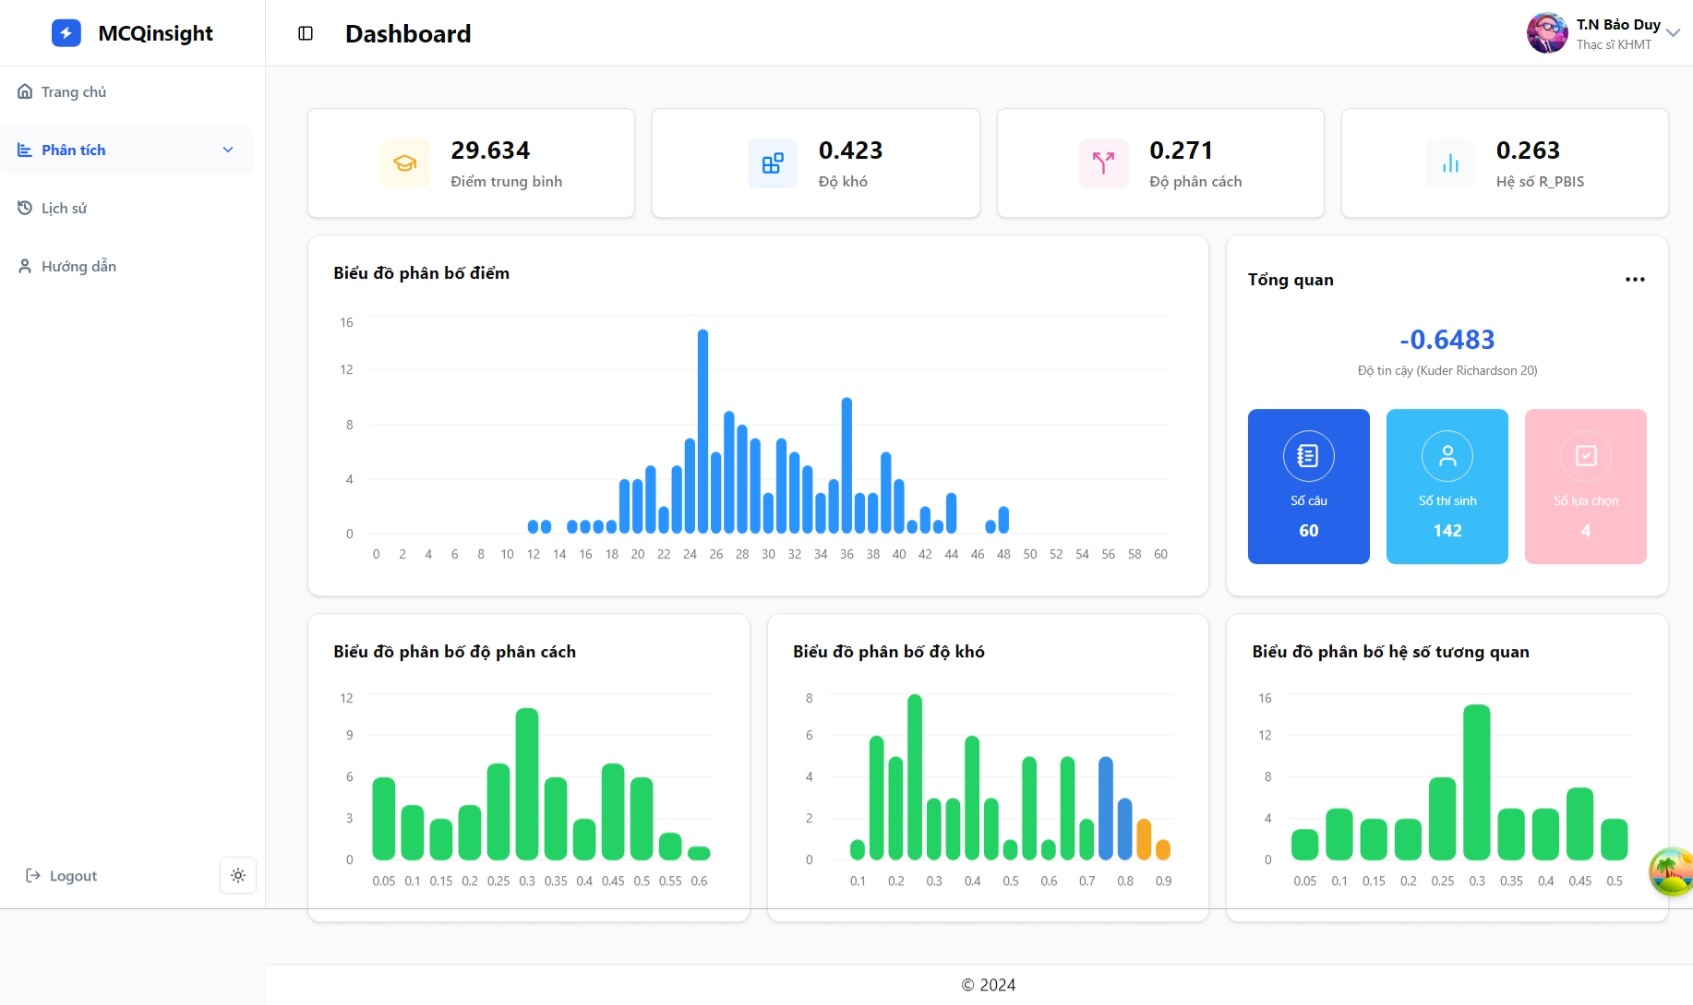 MCQinsight
Dashboard
T.N Bảo Duy
Thạc sĩ KHMT
Trang chủ
Phân tích
Lịch sử
Hướng dẫn
Logout
29.634
Điểm trung bình
0.423
Độ khó
0.271
Độ phân cách
0.263
Hệ số R_PBIS
Biểu đồ phân bố điểm
16
12
8
4
0
0 2 4 6 8 10 12 14 16 18 20 22 24 26 28 30 32 34 36 38 40 42 44 46 48 50 52 54 56 58 60
Tổng quan
-0.6483
Độ tin cậy (Kuder Richardson 20)
Số câu
60
Số thí sinh
142
Số lựa chọn
4
Biểu đồ phân bố độ phân cách
12
9
6
3
0
0.05 0.1 0.15 0.2 0.25 0.3 0.35 0.4 0.45 0.5 0.55 0.6
Biểu đồ phân bố độ khó
8
6
4
2
0
0.1 0.2 0.3 0.4 0.5 0.6 0.7 0.8 0.9
Biểu đồ phân bố hệ số tương quan
16
12
8
4
0
0.05 0.1 0.15 0.2 0.25 0.3 0.35 0.4 0.45 0.5
© 2024